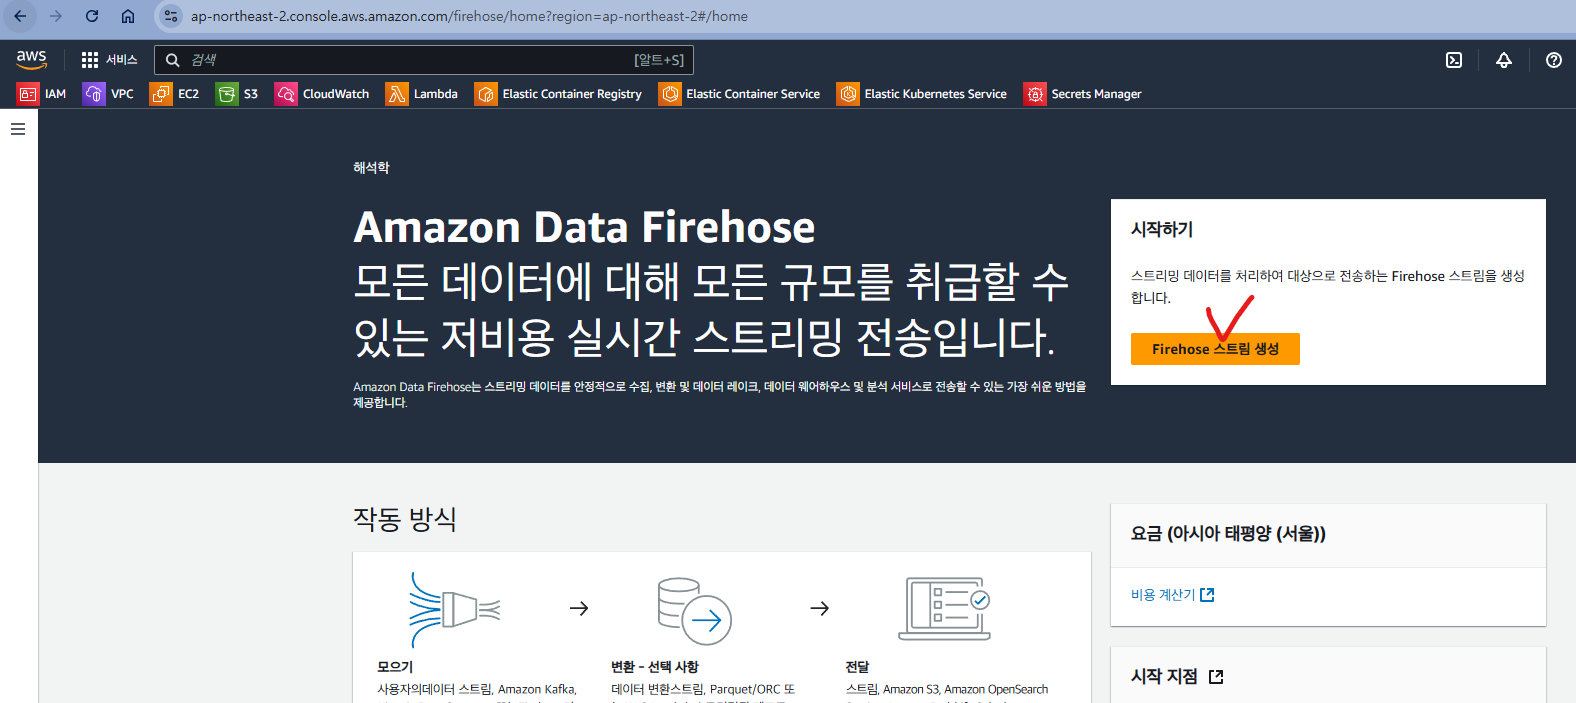 ap-northeast-2.console.aws.amazon.com/firehose/home?region=ap-northeast-2#/home
aws
서비스
검색
[알트+S]
IAM
VPC
EC2
S3
CloudWatch
Lambda
Elastic Container Registry
Elastic Container Service
Elastic Kubernetes Service
Secrets Manager
해석학
Amazon Data Firehose
모든 데이터에 대해 모든 규모를 취급할 수
있는 저비용 실시간 스트리밍 전송입니다.
Amazon Data Firehose는 스트리밍 데이터를 안정적으로 수집, 변환 및 데이터 레이크, 데이터 웨어하우스 및 분석 서비스로 전송할 수 있는 가장 쉬운 방법을
제공합니다.
시작하기
스트리밍 데이터를 처리하여 대상으로 전송하는 Firehose 스트림을 생성
합니다.
Firehose 스트림 생성
작동 방식
모으기
사용자의데이터 스트림, Amazon Kafka,
변환 - 선택 사항
데이터 변환스트림, Parquet/ORC 또
전달
스트림, Amazon S3, Amazon OpenSearch
요금 (아시아 태평양 (서울))
비용 계산기
시작 지점